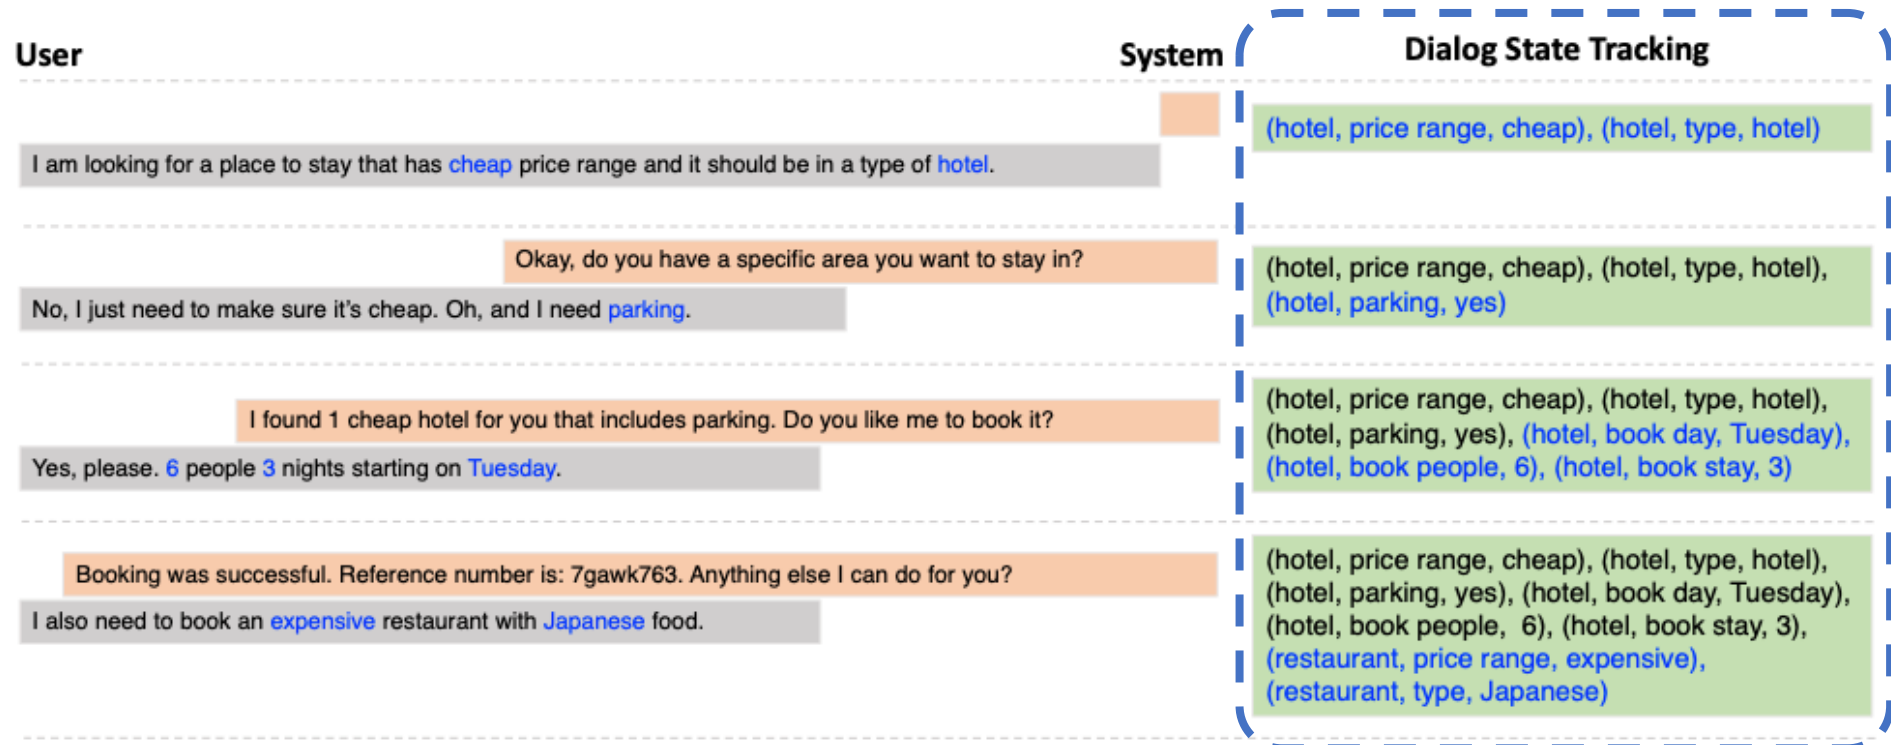 User
System
Dialog State Tracking
(hotel, price range, cheap), (hotel, type, hotel)
I am looking for a place to stay that has cheap price range and it should be in a type of hotel.
Okay, do you have a specific area you want to stay in?
No, I just need to make sure it's cheap. Oh, and I need parking.
(hotel, price range, cheap), (hotel, type, hotel),
(hotel, parking, yes)
I found 1 cheap hotel for you that includes parking. Do you like me to book it?
Yes, please. 6 people 3 nights starting on Tuesday.
(hotel, price range, cheap), (hotel, type, hotel),
(hotel, parking, yes), (hotel, book day, Tuesday),
(hotel, book people, 6), (hotel, book stay, 3)
Booking was successful. Reference number is: 7gawk763. Anything else I can do for you?
I also need to book an expensive restaurant with Japanese food.
(hotel, price range, cheap), (hotel, type, hotel),
(hotel, parking, yes), (hotel, book day, Tuesday),
(hotel, book people, 6), (hotel, book stay, 3),
(restaurant, price range, expensive),
(restaurant, type, Japanese)